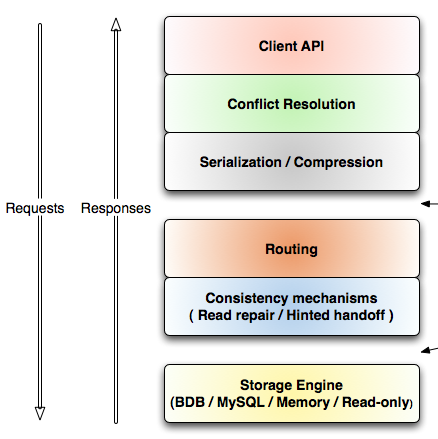 Client API
Conflict Resolution
Serialization / Compression
Requests
Responses
Routing
Consistency mechanisms
( Read repair / Hinted handoff )
Storage Engine
(BDB / MySQL / Memory / Read-only)